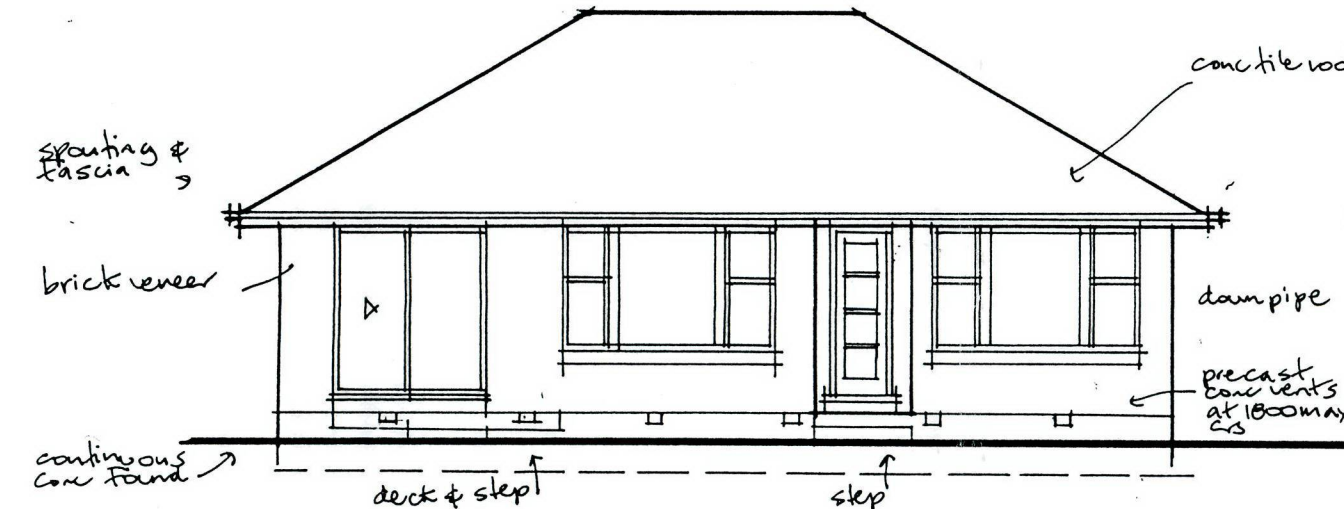 conc tile roo
spouting &
fascia
brick veneer
down pipe
precast
conc vents
at 1800 max
crs
continuous
conc found
deck & step
step